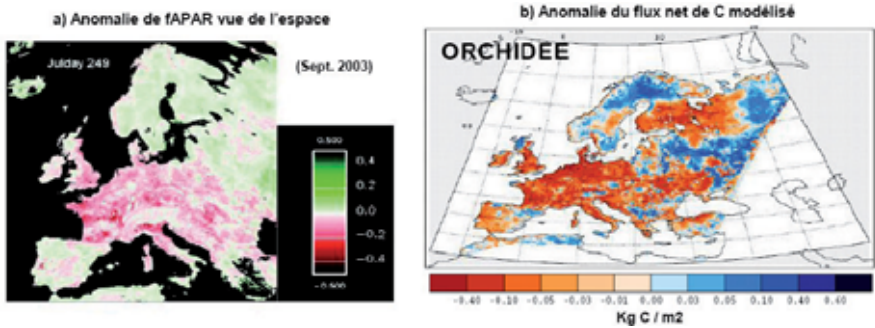 a) Anomalie de fAPAR vue de l'espace
Julday 249
(Sept. 2003)
0.500
0.4
0.2
0.0
−0.2
−0.4
−0.500
b) Anomalie du flux net de C modélisé
ORCHIDEE
-0.40 -0.10 -0.05 -0.03 -0.01 0.00 0.03 0.05 0.10 0.40 0.60
Kg C / m2